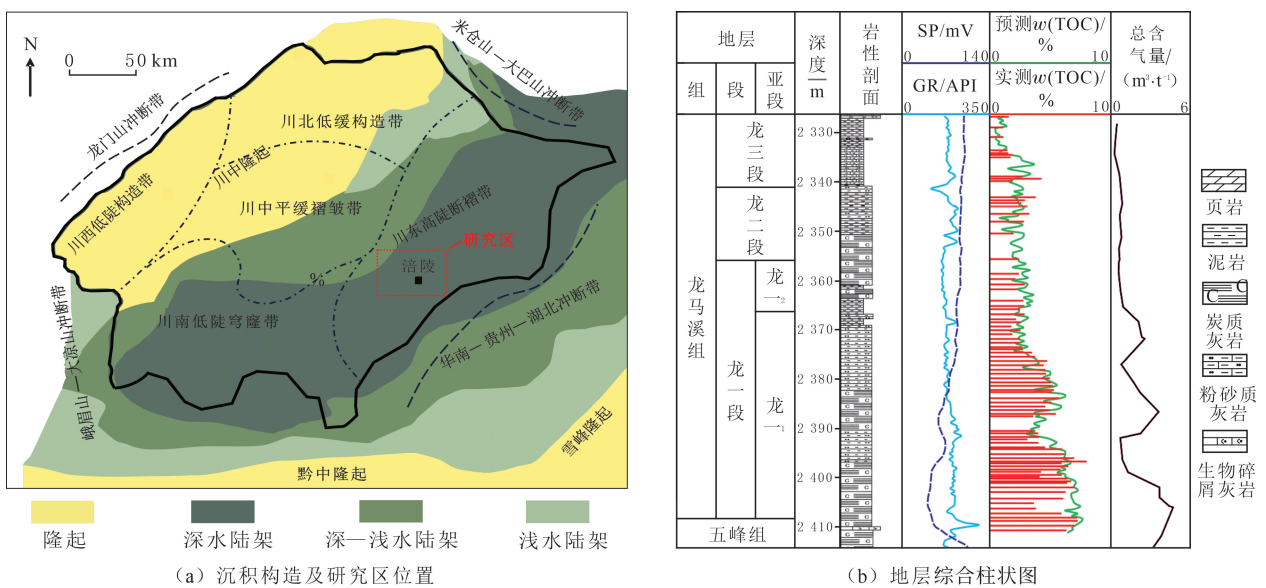 N
0 50 km
米仓山—大巴山冲断带
龙门山冲断带
川北低缓构造带
川中隆起
川西低陡构造带
川中平缓褶皱带
川东高陡断褶带
研究区
涪陵
%
川南低陡穹窿带
华南—贵州—湖北冲断带
峨眉山—大凉山冲断带
雪峰隆起
黔中隆起
隆起
深水陆架
深—浅水陆架
浅水陆架
(a) 沉积构造及研究区位置
地层
组
段
亚段
深度/m
岩性剖面
SP/mV
0 140
GR/API
0 350
预测w(TOC)/%
0 10
实测w(TOC)/%
0 10
总含气量/(m³·t⁻¹)
0 6
龙马溪组
龙三段
龙二段
龙一段
龙一₂
龙一₁
五峰组
2 330
2 340
2 350
2 360
2 370
2 380
2 390
2 400
2 410
页岩
泥岩
炭质灰岩
粉砂质灰岩
生物碎屑灰岩
(b) 地层综合柱状图